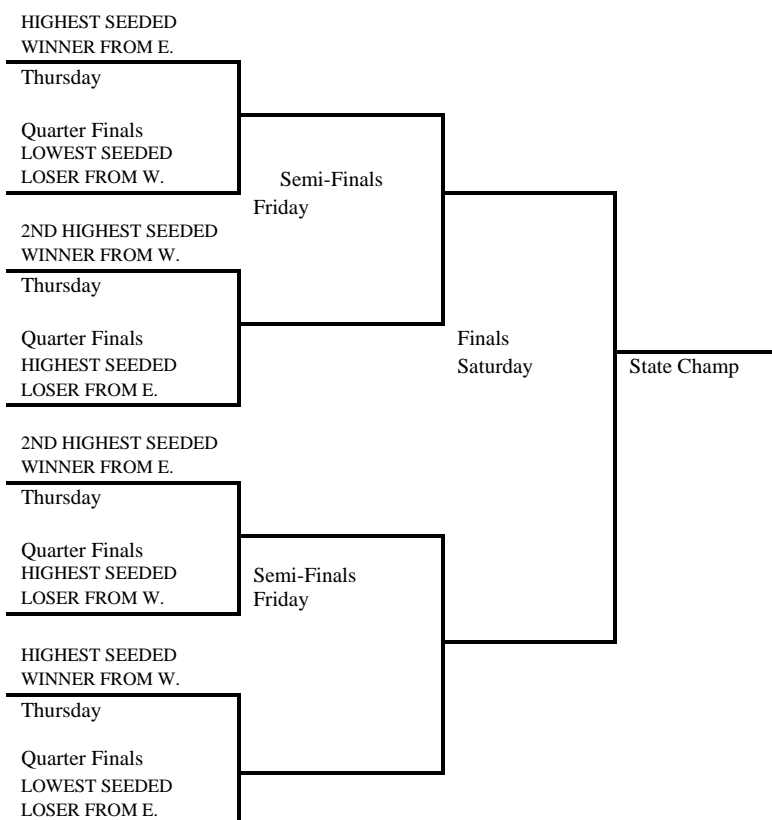 HIGHEST SEEDED
WINNER FROM E.
Thursday
Quarter Finals
LOWEST SEEDED
LOSER FROM W.
Semi-Finals
Friday
2ND HIGHEST SEEDED
WINNER FROM W.
Thursday
Quarter Finals
HIGHEST SEEDED
LOSER FROM E.
Finals
Saturday
State Champ
2ND HIGHEST SEEDED
WINNER FROM E.
Thursday
Quarter Finals
HIGHEST SEEDED
LOSER FROM W.
Semi-Finals
Friday
HIGHEST SEEDED
WINNER FROM W.
Thursday
Quarter Finals
LOWEST SEEDED
LOSER FROM E.